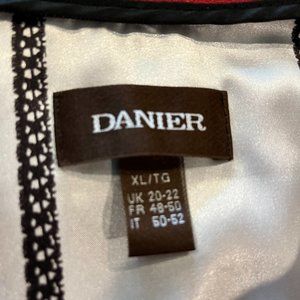 DANIER
XL/TG
UK 20-22
FR 48-50
IT 50-52